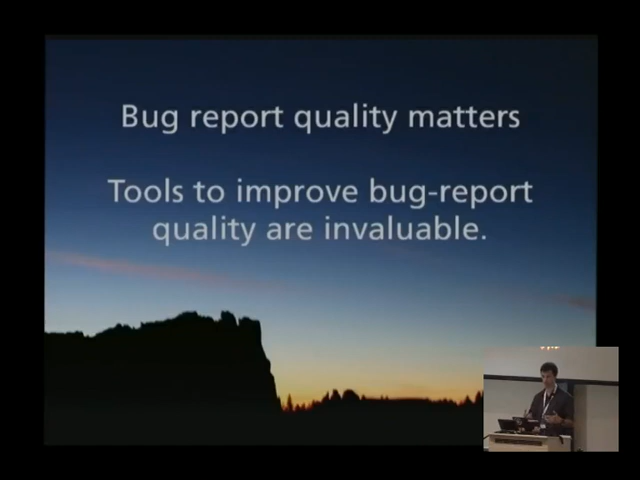 Bug report quality matters
Tools to improve bug-report
quality are invaluable.